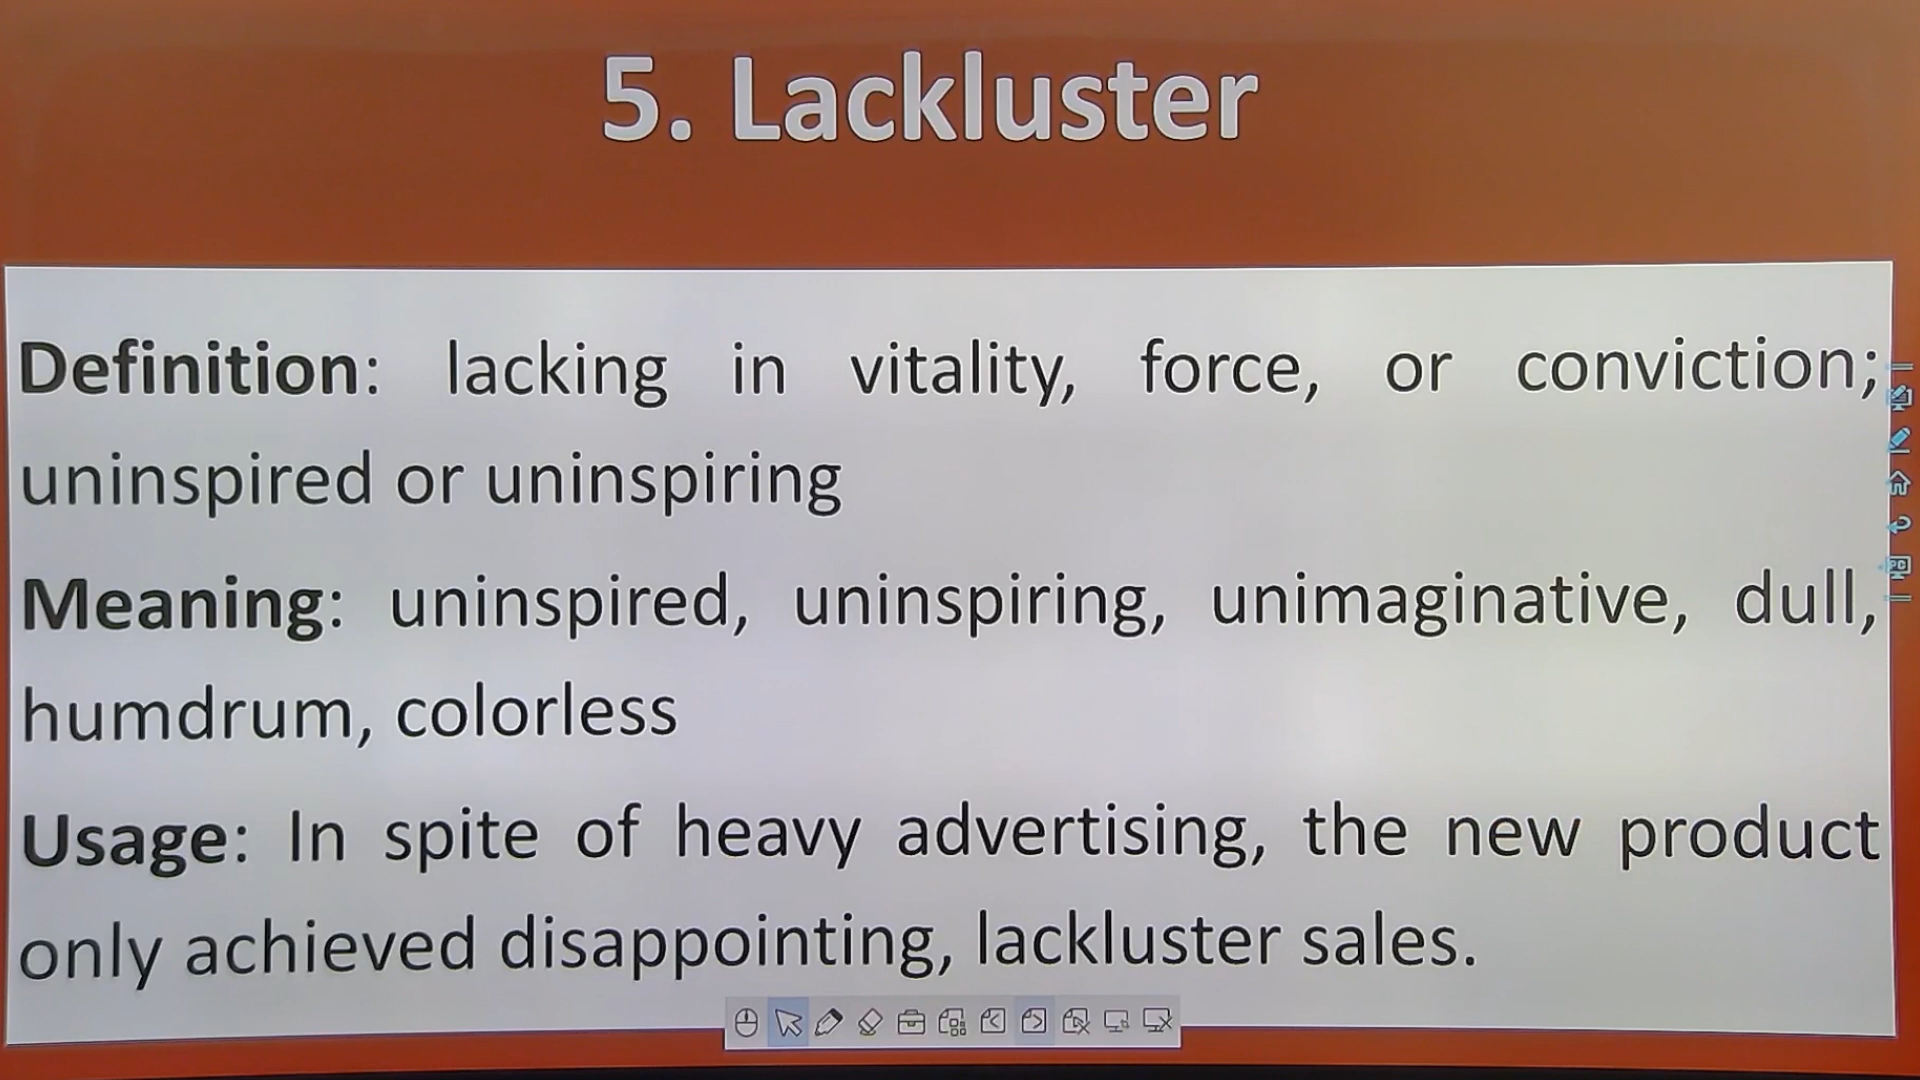 5. Lackluster
Definition: lacking in vitality, force, or conviction;
uninspired or uninspiring
Meaning: uninspired, uninspiring, unimaginative, dull,
humdrum, colorless
Usage: In spite of heavy advertising, the new product
only achieved disappointing, lackluster sales.
PC